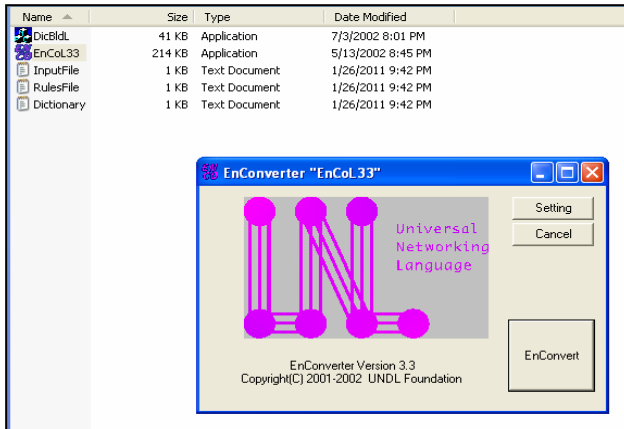 Name Size Type Date Modified
DicBldL 41 KB Application 7/3/2002 8:01 PM
EnCoL33 214 KB Application 5/13/2002 8:45 PM
InputFile 1 KB Text Document 1/26/2011 9:42 PM
RulesFile 1 KB Text Document 1/26/2011 9:42 PM
Dictionary 1 KB Text Document 1/26/2011 9:42 PM
EnConverter "EnCoL33"
Universal
Networking
Language
Setting
Cancel
EnConvert
EnConverter Version 3.3
Copyright(C) 2001-2002 UNDL Foundation